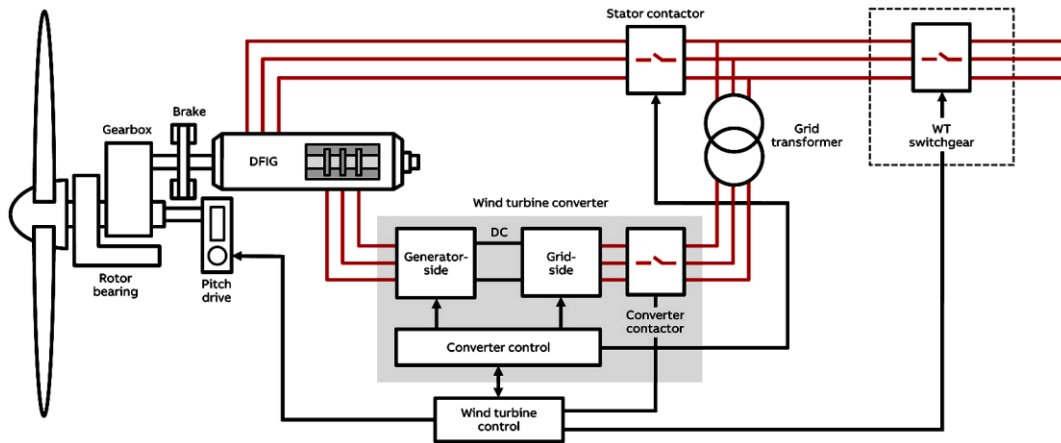 Stator contactor
Brake
Gearbox
DFIG
Grid
transformer
WT
switchgear
Wind turbine converter
DC
Generator-
side
Grid-
side
Rotor
bearing
Pitch
drive
Converter
contactor
Converter control
Wind turbine
control